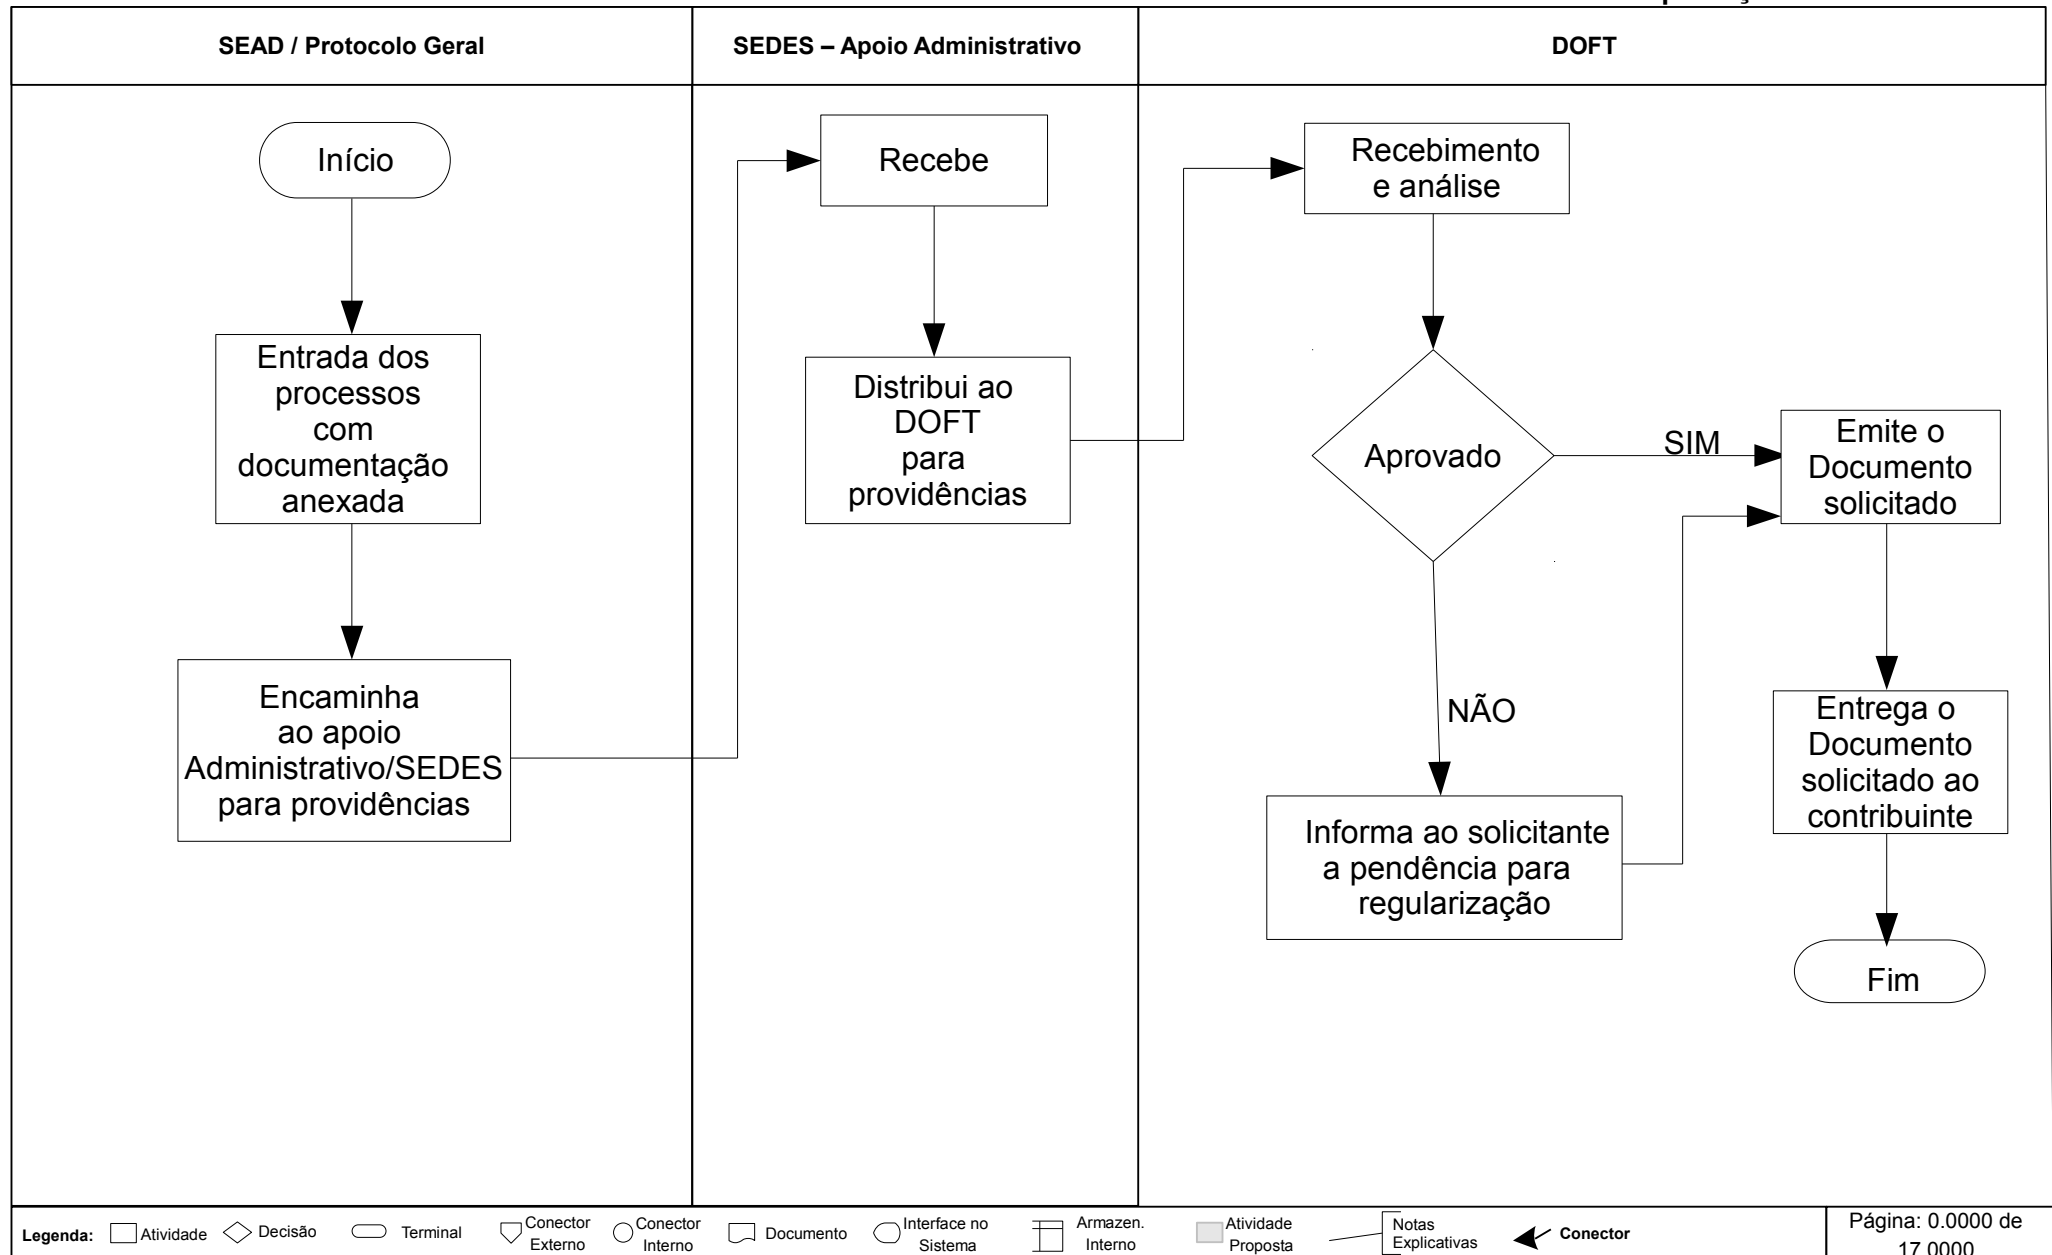 SEAD / Protocolo Geral
SEDES – Apoio Administrativo
DOFT
Início
Entrada dos
processos
com
documentação
anexada
Encaminha
ao apoio
Administrativo/SEDES
para providências
Recebe
Distribui ao
DOFT
para
providências
Recebimento
e análise
Aprovado
SIM
NÃO
Informa ao solicitante
a pendência para
regularização
Emite o
Documento
solicitado
Entrega o
Documento
solicitado ao
contribuinte
Fim
Legenda:
Atividade
Decisão
Terminal
Conector
Externo
Conector
Interno
Documento
Interface no
Sistema
Armazen.
Interno
Atividade
Proposta
Notas
Explicativas
Conector
Página: 0.0000 de
17.0000